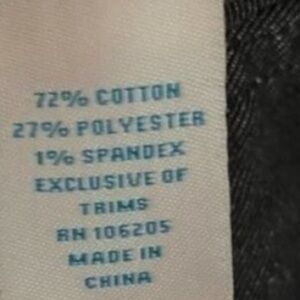 72% COTTON
27% POLYESTER
1% SPANDEX
EXCLUSIVE OF
TRIMS
RN 106205
MADE IN
CHINA